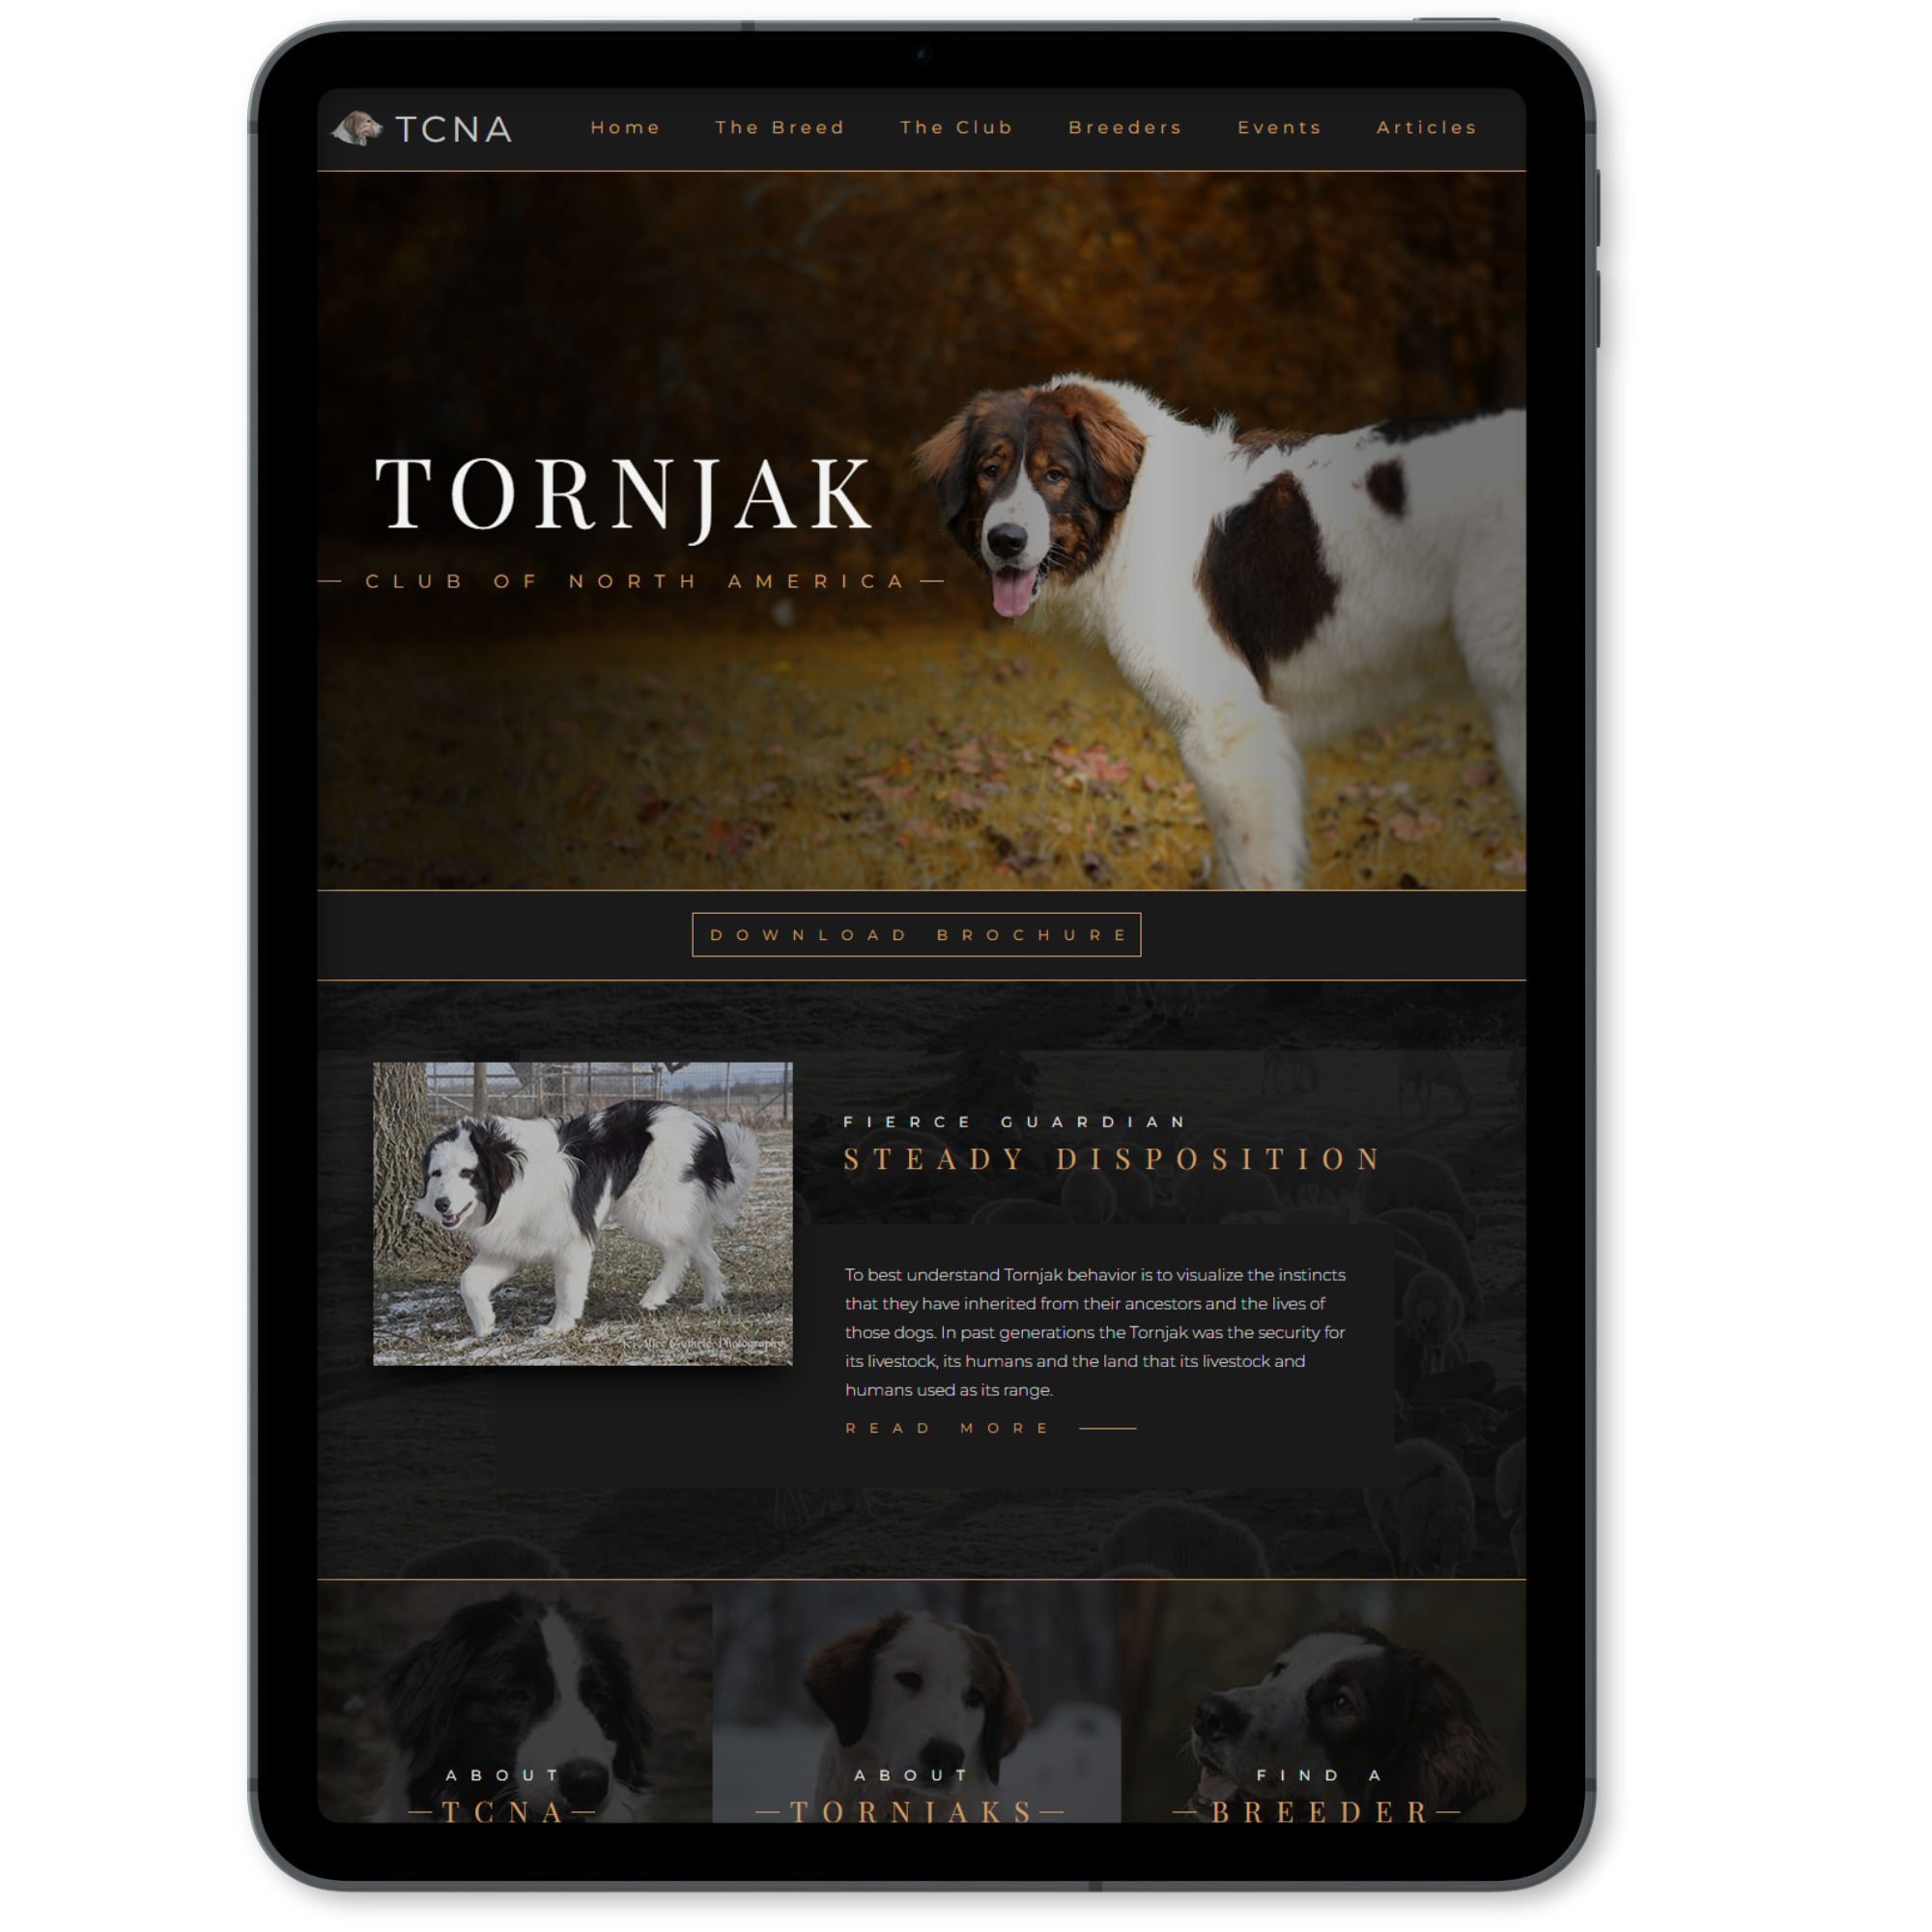 TCNA
Home The Breed The Club Breeders Events Articles
TORNJAK
CLUB OF NORTH AMERICA
DOWNLOAD BROCHURE
(c) Alice Guthrie Photography
FIERCE GUARDIAN
STEADY DISPOSITION
To best understand Tornjak behavior is to visualize the instincts
that they have inherited from their ancestors and the lives of
those dogs. In past generations the Tornjak was the security for
its livestock, its humans and the land that its livestock and
humans used as its range.
READ MORE
ABOUT
TCNA
ABOUT
TORNJAKS
FIND A
BREEDER